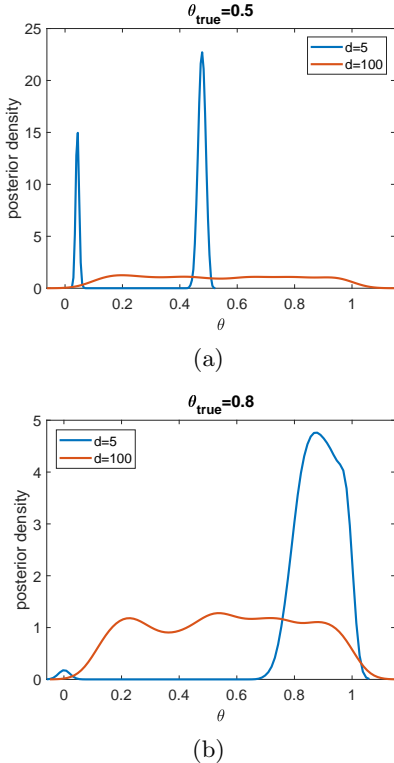 θtrue=0.5
25
20
15
10
5
0
posterior density
d=5
d=100
0 0.2 0.4 0.6 0.8 1
θ
(a)
θtrue=0.8
5
4
3
2
1
0
posterior density
d=5
d=100
0 0.2 0.4 0.6 0.8 1
θ
(b)